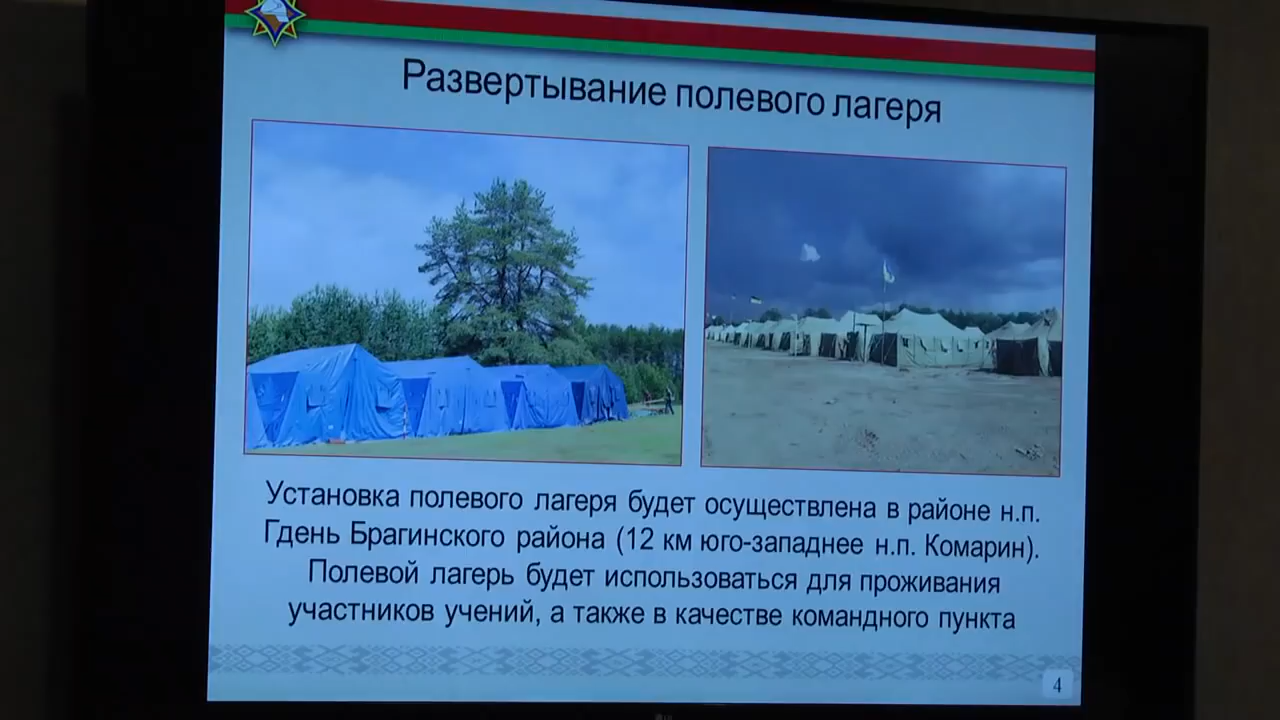 Развертывание полевого лагеря
Установка полевого лагеря будет осуществлена в районе н.п.
Гдень Брагинского района (12 км юго-западнее н.п. Комарин).
Полевой лагерь будет использоваться для проживания
участников учений, а также в качестве командного пункта
4